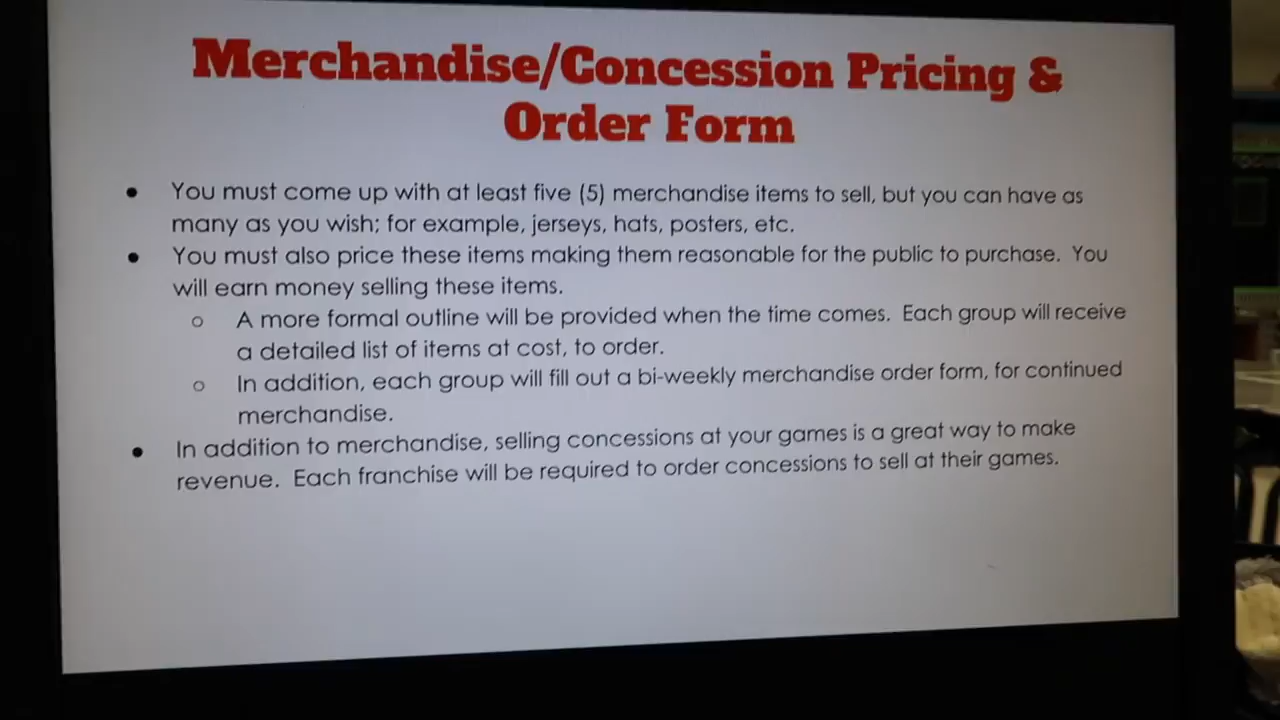 Merchandise/Concession Pricing &
Order Form
● You must come up with at least five (5) merchandise items to sell, but you can have as
many as you wish; for example, jerseys, hats, posters, etc.
● You must also price these items making them reasonable for the public to purchase. You
will earn money selling these items.
○ A more formal outline will be provided when the time comes. Each group will receive
a detailed list of items at cost, to order.
○ In addition, each group will fill out a bi-weekly merchandise order form, for continued
merchandise.
● In addition to merchandise, selling concessions at your games is a great way to make
revenue. Each franchise will be required to order concessions to sell at their games.